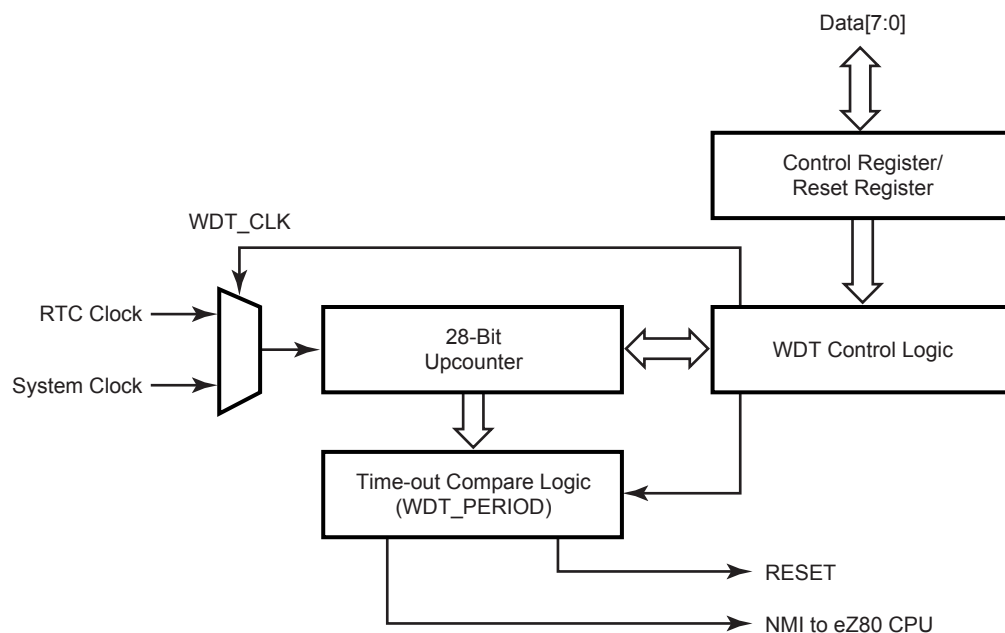 Data[7:0]
Control Register/
Reset Register
WDT_CLK
RTC Clock
28-Bit
Upcounter
WDT Control Logic
System Clock
Time-out Compare Logic
(WDT_PERIOD)
RESET
NMI to eZ80 CPU